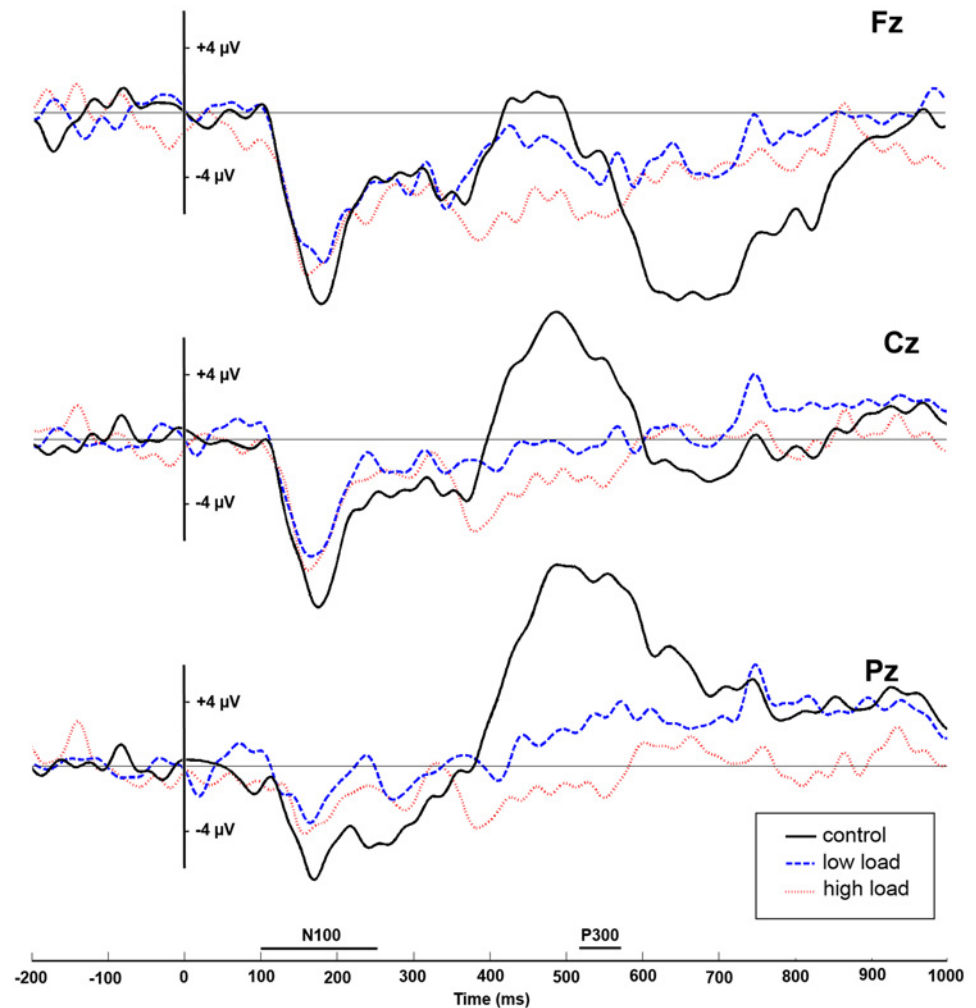 Fz
+4 µV
-4 µV
Cz
+4 µV
-4 µV
Pz
+4 µV
-4 µV
control
low load
high load
N100
P300
-200 -100 0 100 200 300 400 500 600 700 800 900 1000
Time (ms)